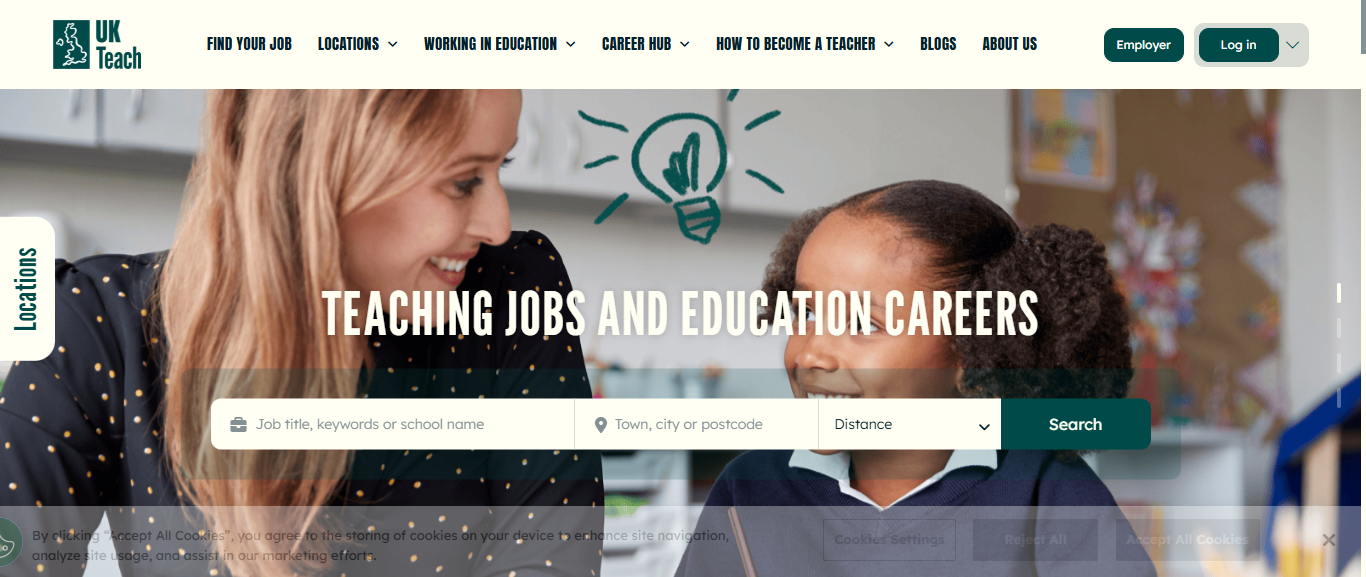 UK
Teach
FIND YOUR JOB
LOCATIONS
WORKING IN EDUCATION
CAREER HUB
HOW TO BECOME A TEACHER
BLOGS
ABOUT US
Employer
Log in
Locations
TEACHING JOBS AND EDUCATION CAREERS
Job title, keywords or school name
Town, city or postcode
Distance
Search
By clicking “Accept All Cookies”, you agree to the storing of cookies on your device to enhance site navigation,
analyze site usage, and assist in our marketing efforts.
Cookies Settings
Reject All
Accept All Cookies